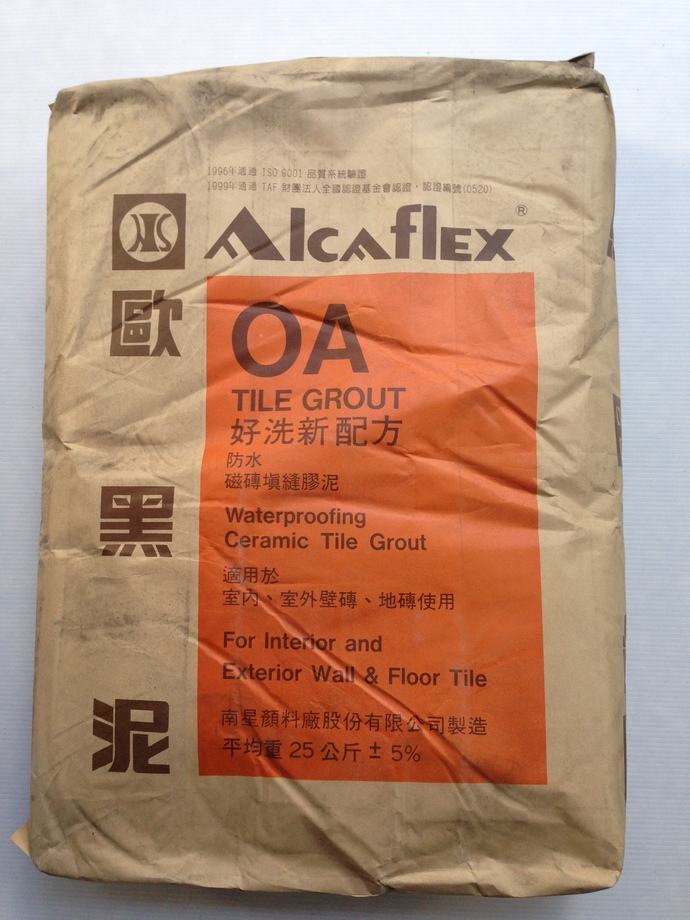 1996年通過 ISO 9001 品質系統驗證
1999年通過 TAF 財團法人全國認證基金會認證，認證編號(0520)
NS
Alcaflex®
歐黑泥
OA
TILE GROUT
好洗新配方
防水
磁磚填縫膠泥
Waterproofing
Ceramic Tile Grout
適用於
室內、室外壁磚、地磚使用
For Interior and
Exterior Wall & Floor Tile
南星顏料廠股份有限公司製造
平均重 25 公斤 ± 5%